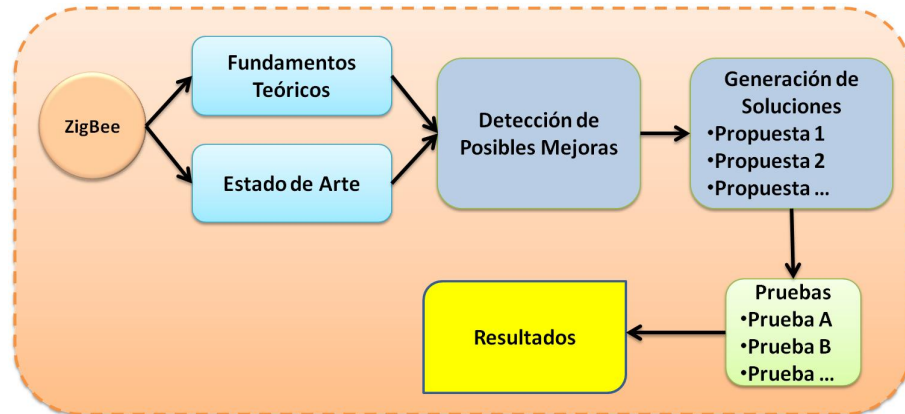 ZigBee
Fundamentos
Teóricos
Estado de Arte
Detección de
Posibles Mejoras
Generación de
Soluciones
•Propuesta 1
•Propuesta 2
•Propuesta ...
Pruebas
•Prueba A
•Prueba B
•Prueba ...
Resultados